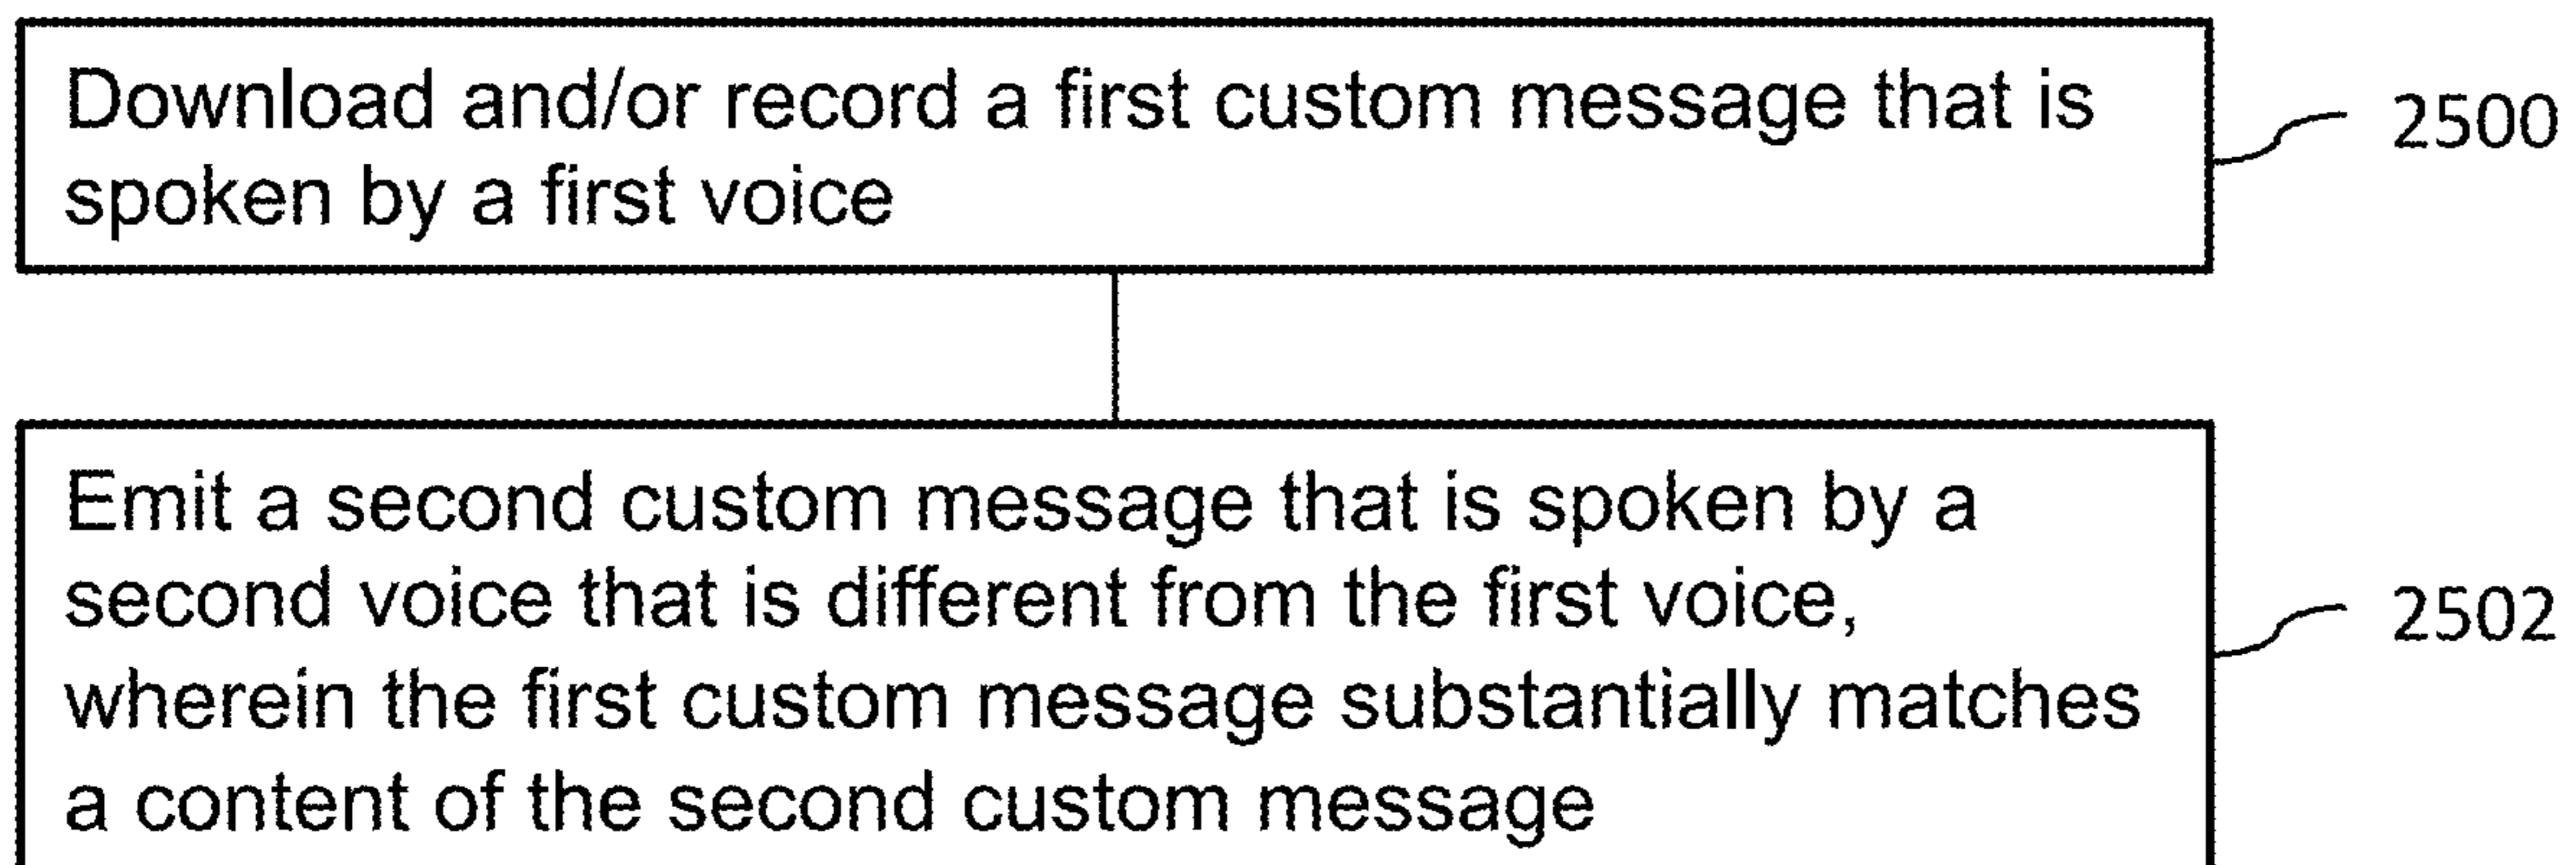 Download and/or record a first custom message that is
spoken by a first voice
2500
Emit a second custom message that is spoken by a
second voice that is different from the first voice,
wherein the first custom message substantially matches
a content of the second custom message
2502